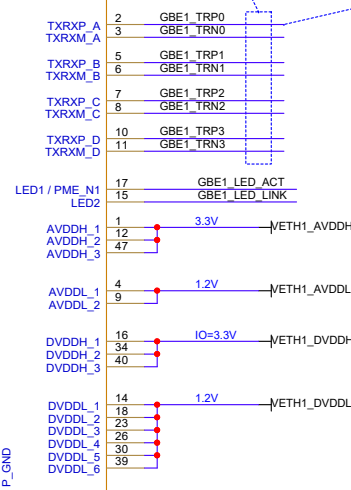 TXRXP_A 2 GBE1_TRP0
TXRXM_A 3 GBE1_TRN0
TXRXP_B 5 GBE1_TRP1
TXRXM_B 6 GBE1_TRN1
TXRXP_C 7 GBE1_TRP2
TXRXM_C 8 GBE1_TRN2
TXRXP_D 10 GBE1_TRP3
TXRXM_D 11 GBE1_TRN3
LED1 / PME_N1 17 GBE1_LED_ACT
LED2 15 GBE1_LED_LINK
AVDDH_1 1 3.3V VETH1_AVDDH
AVDDH_2 12
AVDDH_3 47
AVDDL_1 4 1.2V VETH1_AVDDL
AVDDL_2 9
DVDDH_1 16 IO=3.3V VETH1_DVDDH
DVDDH_2 34
DVDDH_3 40
DVDDL_1 14 1.2V VETH1_DVDDL
DVDDL_2 18
DVDDL_3 23
DVDDL_4 26
DVDDL_5 30
DVDDL_6 39
P_GND